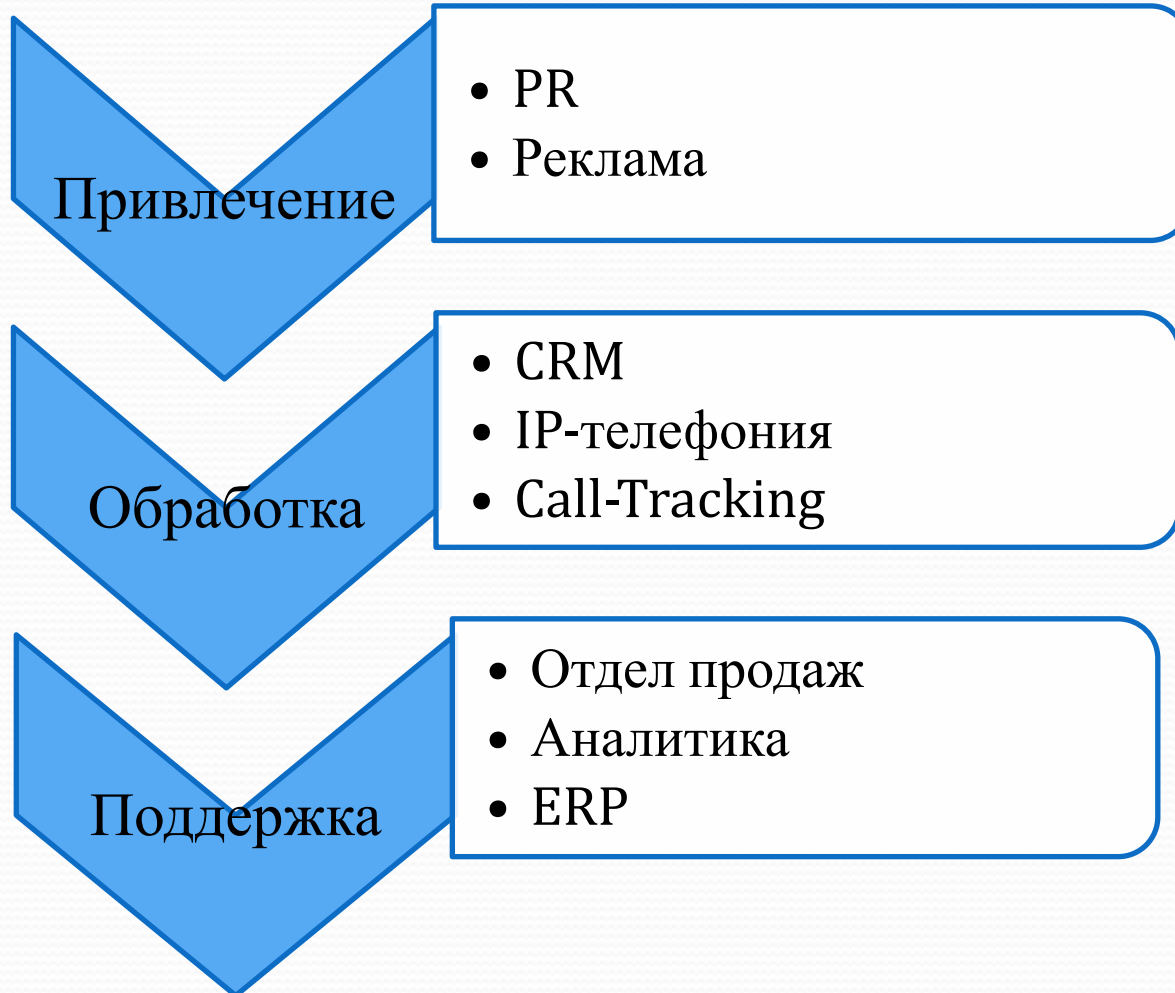 Привлечение
• PR
• Реклама
Обработка
• CRM
• IP-телефония
• Call-Tracking
Поддержка
• Отдел продаж
• Аналитика
• ERP